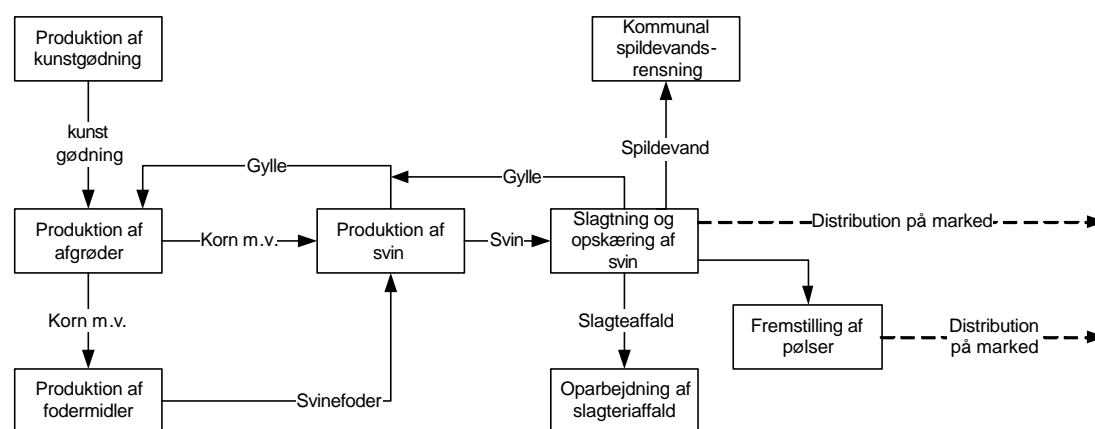 Produktion af
kunstgødning
Kommunal
spildevands-
rensning
kunst
gødning
Spildevand
Gylle
Gylle
Produktion af
afgrøder
Korn m.v.
Produktion af
svin
Svin
Slagtning og
opskæring af
svin
Distribution på marked
Korn m.v.
Slagteaffald
Fremstilling af
pølser
Distribution
på marked
Produktion af
fodermidler
Svinefoder
Oparbejdning af
slagteriaffald